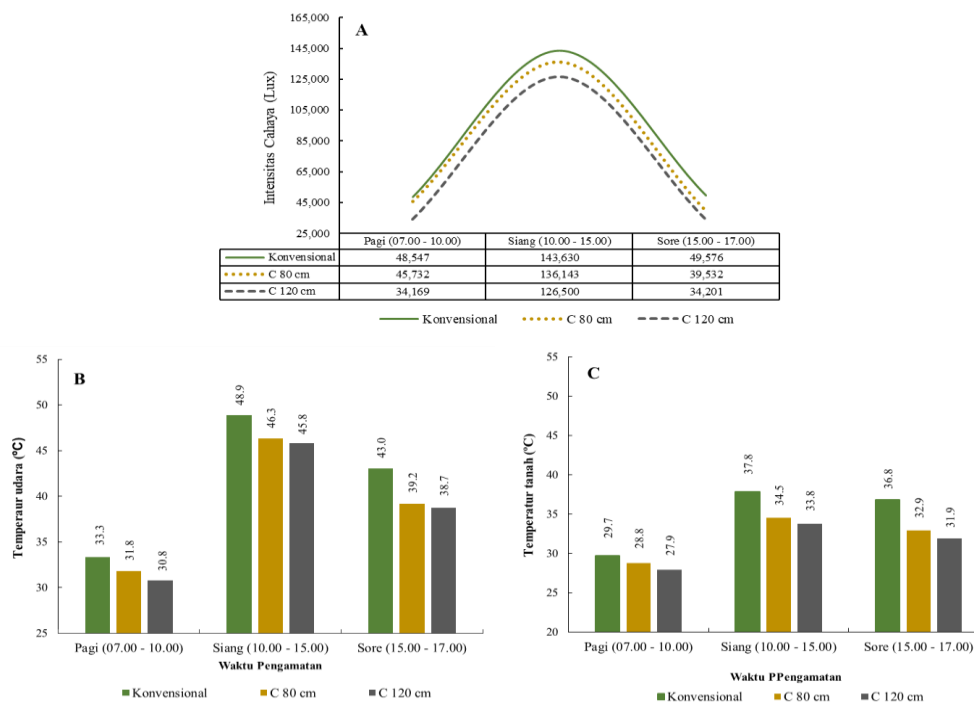 A
165,000
145,000
125,000
105,000
85,000
65,000
45,000
25,000
Intensitas Cahaya (Lux)
Pagi (07.00 - 10.00) Siang (10.00 - 15.00) Sore (15.00 - 17.00)
Konvensional 48,547 143,630 49,576
C 80 cm 45,732 136,143 39,532
C 120 cm 34,169 126,500 34,201
Konvensional C 80 cm C 120 cm
B
55
50
45
40
35
30
25
Temperaur udara (°C)
33.3 31.8 30.8 48.9 46.3 45.8 43.0 39.2 38.7
Pagi (07.00 - 10.00) Siang (10.00 - 15.00) Sore (15.00 - 17.00)
Waktu Pengamatan
Konvensional C 80 cm C 120 cm
C
55
50
45
40
35
30
25
20
Temperatur tanah (°C)
29.7 28.8 27.9 37.8 34.5 33.8 36.8 32.9 31.9
Pagi (07.00 - 10.00) Siang (10.00 - 15.00) Sore (15.00 - 17.00)
Waktu PPengamatan
Konvensional C 80 cm C 120 cm